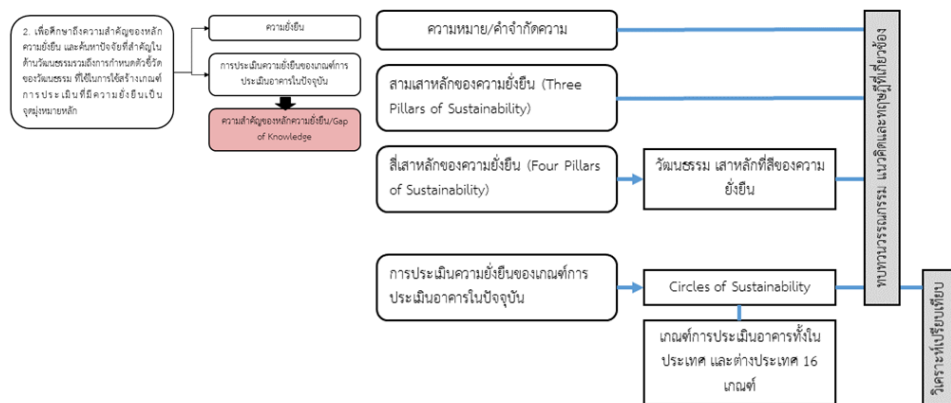 2. เพื่อศึกษาถึงความสำคัญของหลัก
ความยั่งยืน และค้นหาปัจจัยที่สำคัญใน
ด้านวัฒนธรรมรวมถึงการกำหนดตัวชี้วัด
ของวัฒนธรรม ที่ใช้ในการใช้สร้างเกณฑ์
การประเมินที่มีความยั่งยืนเป็น
จุดมุ่งหมายหลัก
ความยั่งยืน
การประเมินความยั่งยืนของเกณฑ์การ
ประเมินอาคารในปัจจุบัน
ความสำคัญของหลักความยั่งยืน/Gap
of Knowledge
ความหมาย/คำจำกัดความ
สามเสาหลักของความยั่งยืน (Three
Pillars of Sustainability)
สี่เสาหลักของความยั่งยืน (Four Pillars
of Sustainability)
วัฒนธรรม เสาหลักที่สี่ของความ
ยั่งยืน
การประเมินความยั่งยืนของเกณฑ์การ
ประเมินอาคารในปัจจุบัน
Circles of Sustainability
เกณฑ์การประเมินอาคารทั้งใน
ประเทศ และต่างประเทศ 16
เกณฑ์
ทบทวนวรรณกรรม แนวคิดและทฤษฎีที่เกี่ยวข้อง
วิเคราะห์เปรียบเทียบ